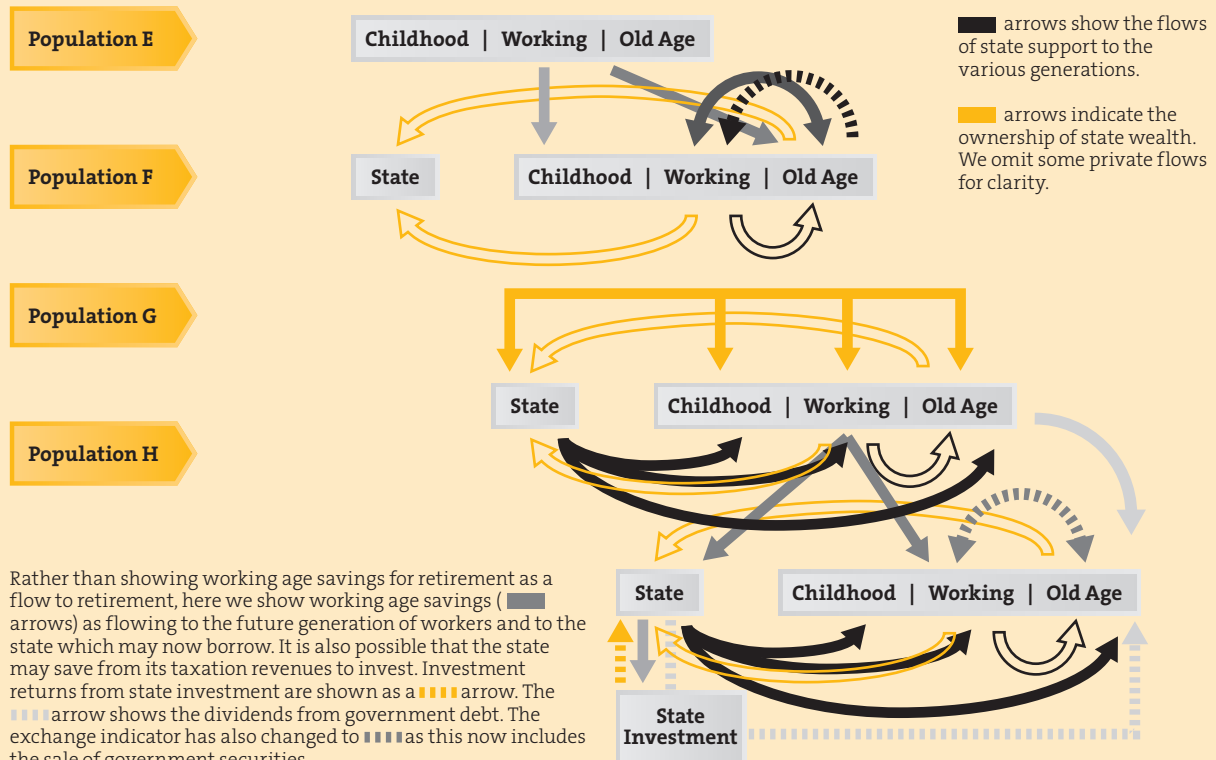 Population E
Childhood | Working | Old Age
arrows show the flows
of state support to the
various generations.
arrows indicate the
ownership of state wealth.
We omit some private flows
for clarity.
Population F
State
Childhood | Working | Old Age
Population G
State
Childhood | Working | Old Age
Population H
State
Childhood | Working | Old Age
State
Investment
Rather than showing working age savings for retirement as a
flow to retirement, here we show working age savings (
arrows) as flowing to the future generation of workers and to the
state which may now borrow. It is also possible that the state
may save from its taxation revenues to invest. Investment
returns from state investment are shown as a arrow. The
arrow shows the dividends from government debt. The
exchange indicator has also changed to as this now includes
the sale of government securities.